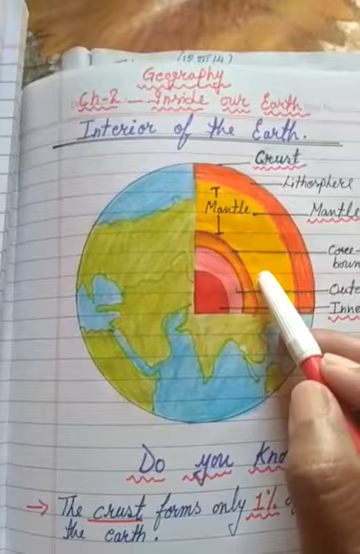 Geography
Ch-2 — Inside our Earth
Interior of the Earth.
Crust
Lithosphere
Mantle
Mantle
Do you
→ The crust forms only 1%
the earth.